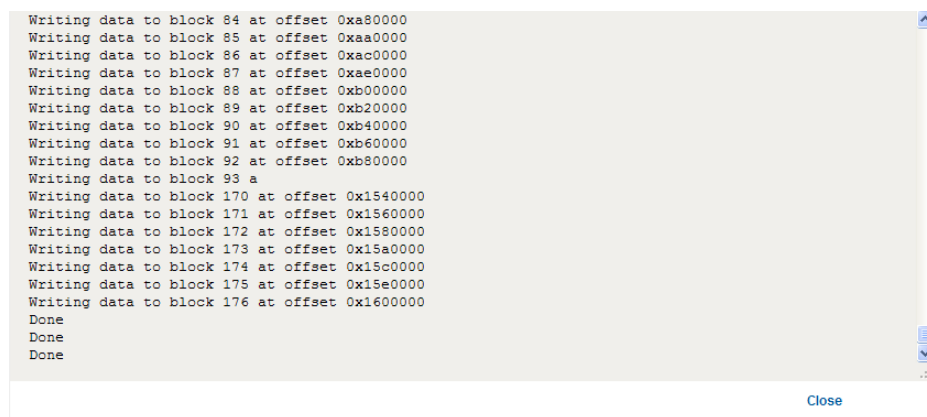 Writing data to block 84 at offset 0xa80000
Writing data to block 85 at offset 0xaa0000
Writing data to block 86 at offset 0xac0000
Writing data to block 87 at offset 0xae0000
Writing data to block 88 at offset 0xb00000
Writing data to block 89 at offset 0xb20000
Writing data to block 90 at offset 0xb40000
Writing data to block 91 at offset 0xb60000
Writing data to block 92 at offset 0xb80000
Writing data to block 93 a
Writing data to block 170 at offset 0x1540000
Writing data to block 171 at offset 0x1560000
Writing data to block 172 at offset 0x1580000
Writing data to block 173 at offset 0x15a0000
Writing data to block 174 at offset 0x15c0000
Writing data to block 175 at offset 0x15e0000
Writing data to block 176 at offset 0x1600000
Done
Done
Done
Close